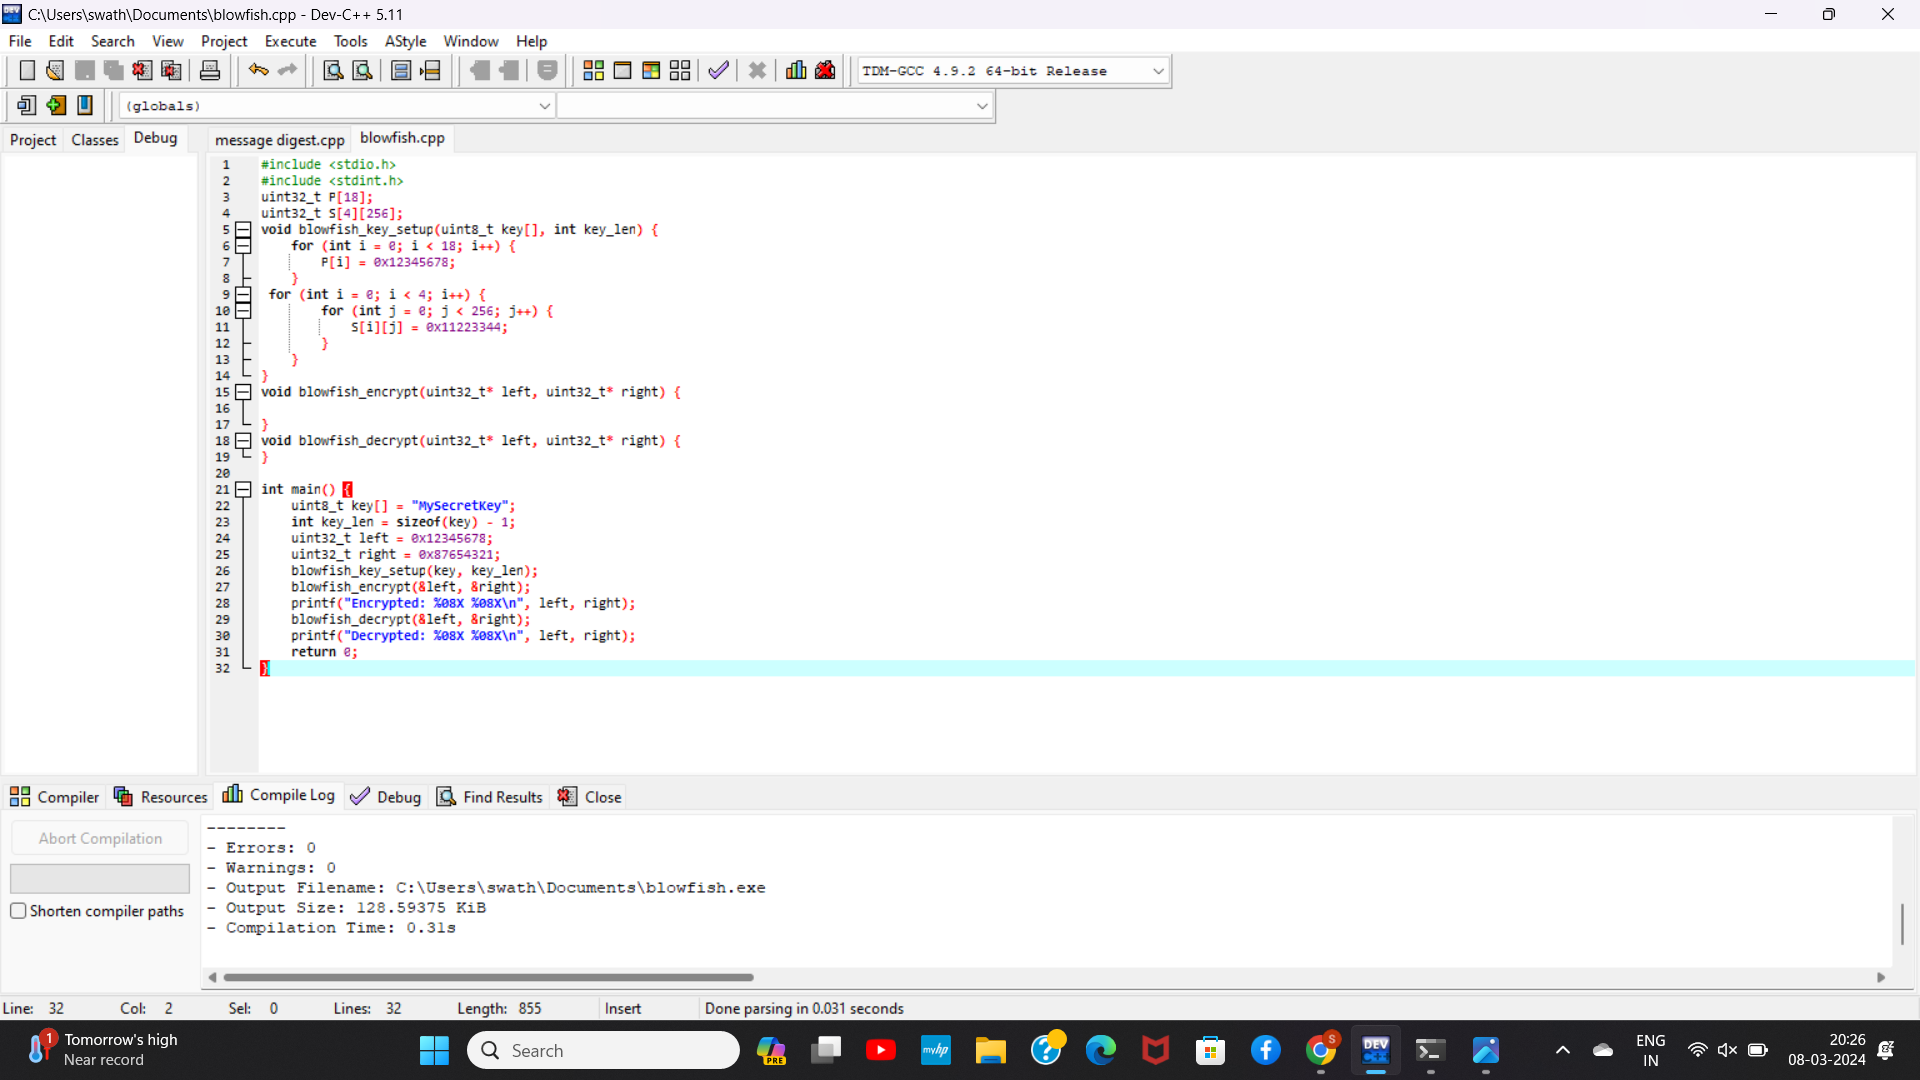 C:\Users\swath\Documents\blowfish.cpp - Dev-C++ 5.11
File Edit Search View Project Execute Tools AStyle Window Help
TDM-GCC 4.9.2 64-bit Release
(globals)
Project Classes Debug message digest.cpp blowfish.cpp
1 #include <stdio.h>
2 #include <stdint.h>
3 uint32_t P[18];
4 uint32_t S[4][256];
5 void blowfish_key_setup(uint8_t key[], int key_len) {
6 for (int i = 0; i < 18; i++) {
7 P[i] = 0x12345678;
8 }
9 for (int i = 0; i < 4; i++) {
10 for (int j = 0; j < 256; j++) {
11 S[i][j] = 0x11223344;
12 }
13 }
14 }
15 void blowfish_encrypt(uint32_t* left, uint32_t* right) {
16
17 }
18 void blowfish_decrypt(uint32_t* left, uint32_t* right) {
19 }
20
21 int main() {
22 uint8_t key[] = "MySecretKey";
23 int key_len = sizeof(key) - 1;
24 uint32_t left = 0x12345678;
25 uint32_t right = 0x87654321;
26 blowfish_key_setup(key, key_len);
27 blowfish_encrypt(&left, &right);
28 printf("Encrypted: %08X %08X\n", left, right);
29 blowfish_decrypt(&left, &right);
30 printf("Decrypted: %08X %08X\n", left, right);
31 return 0;
32 }
Compiler Resources Compile Log Debug Find Results Close
Abort Compilation
Shorten compiler paths
--------
- Errors: 0
- Warnings: 0
- Output Filename: C:\Users\swath\Documents\blowfish.exe
- Output Size: 128.59375 KiB
- Compilation Time: 0.31s
Line: 32 Col: 2 Sel: 0 Lines: 32 Length: 855 Insert Done parsing in 0.031 seconds
1 Tomorrow's high
Near record
Search
PRE
myhp
S
DEV C++
ENG
IN
20:26
08-03-2024